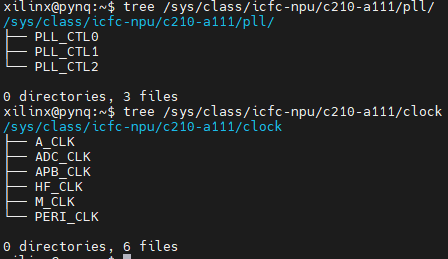 xilinx@pynq:~$ tree /sys/class/icfc-npu/c210-a111/pll/
/sys/class/icfc-npu/c210-a111/pll/
├── PLL_CTL0
├── PLL_CTL1
└── PLL_CTL2

0 directories, 3 files
xilinx@pynq:~$ tree /sys/class/icfc-npu/c210-a111/clock
/sys/class/icfc-npu/c210-a111/clock
├── A_CLK
├── ADC_CLK
├── APB_CLK
├── HF_CLK
├── M_CLK
└── PERI_CLK

0 directories, 6 files
xilinx@pynq:~$